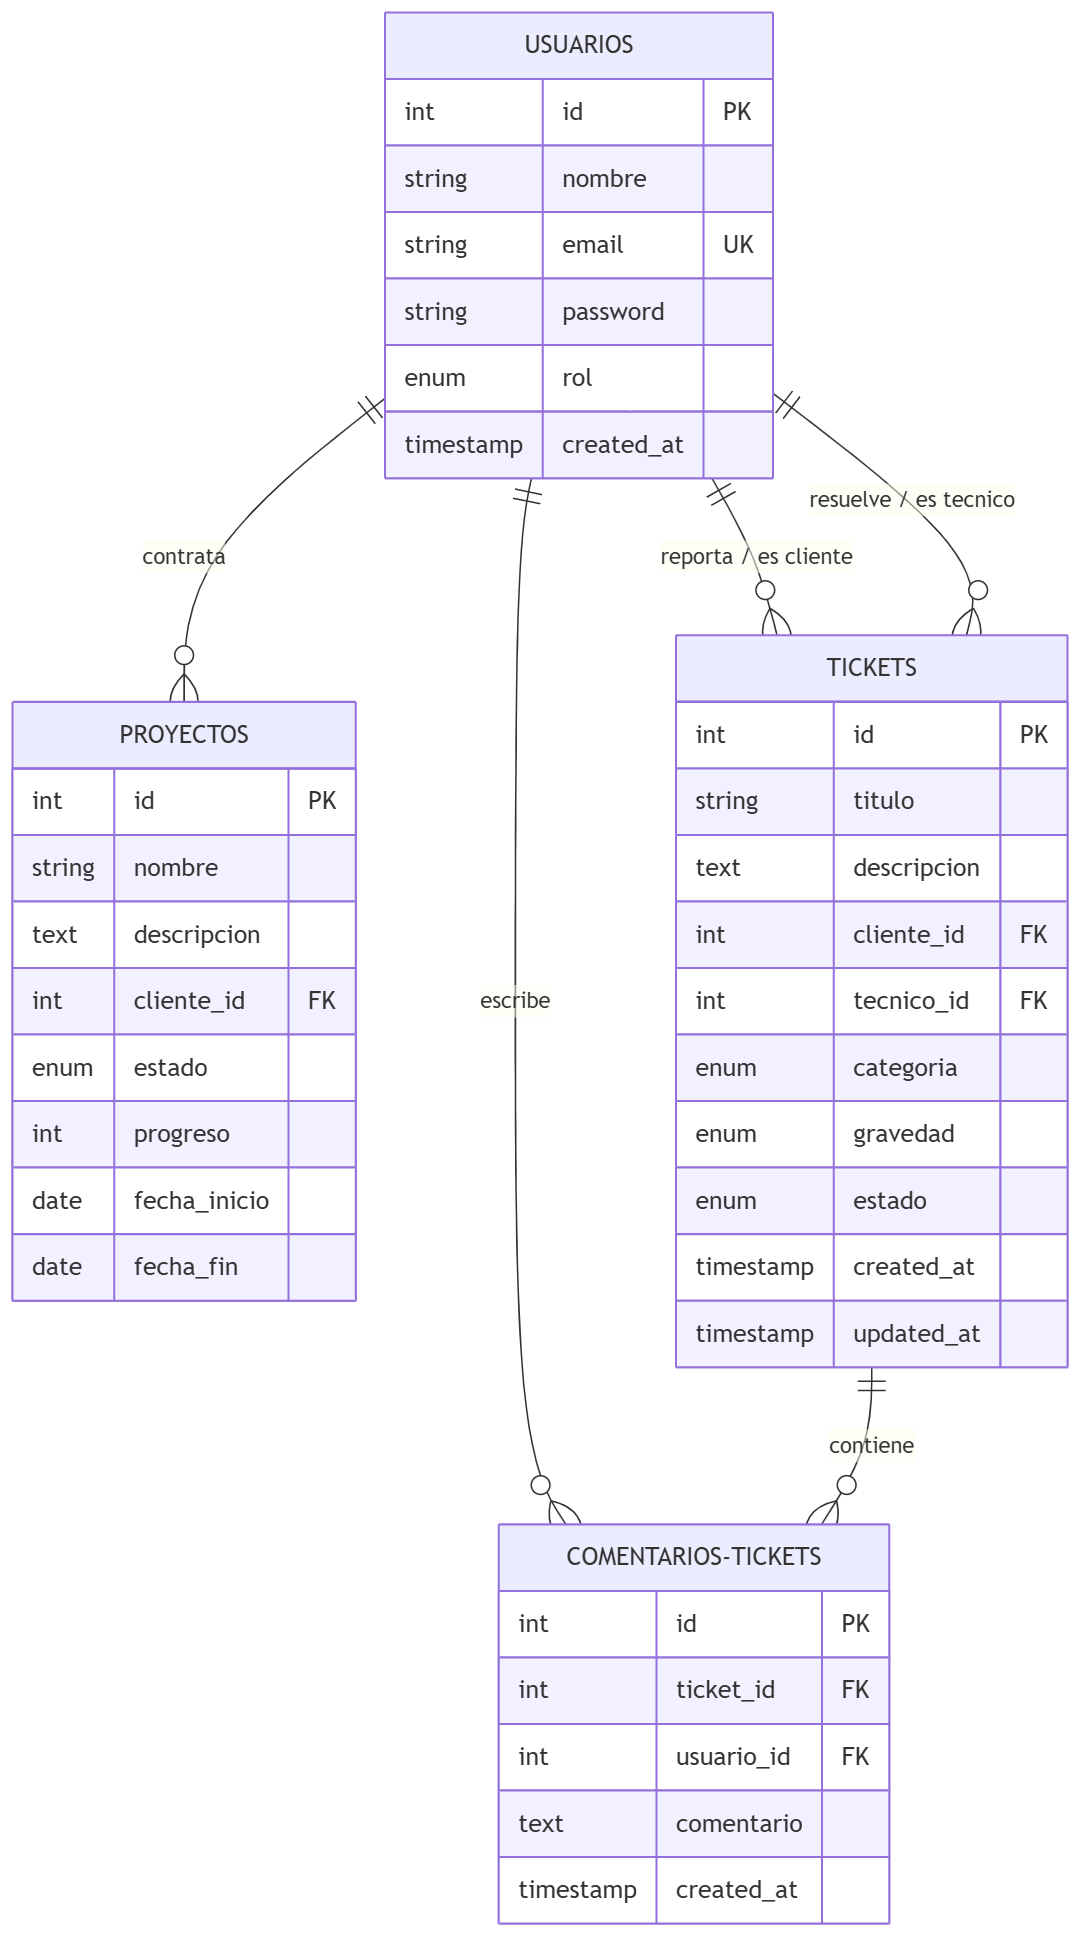 USUARIOS
int id PK
string nombre
string email UK
string password
enum rol
timestamp created_at
contrata
escribe
reporta / es cliente
resuelve / es tecnico
PROYECTOS
int id PK
string nombre
text descripcion
int cliente_id FK
enum estado
int progreso
date fecha_inicio
date fecha_fin
TICKETS
int id PK
string titulo
text descripcion
int cliente_id FK
int tecnico_id FK
enum categoria
enum gravedad
enum estado
timestamp created_at
timestamp updated_at
contiene
COMENTARIOS-TICKETS
int id PK
int ticket_id FK
int usuario_id FK
text comentario
timestamp created_at